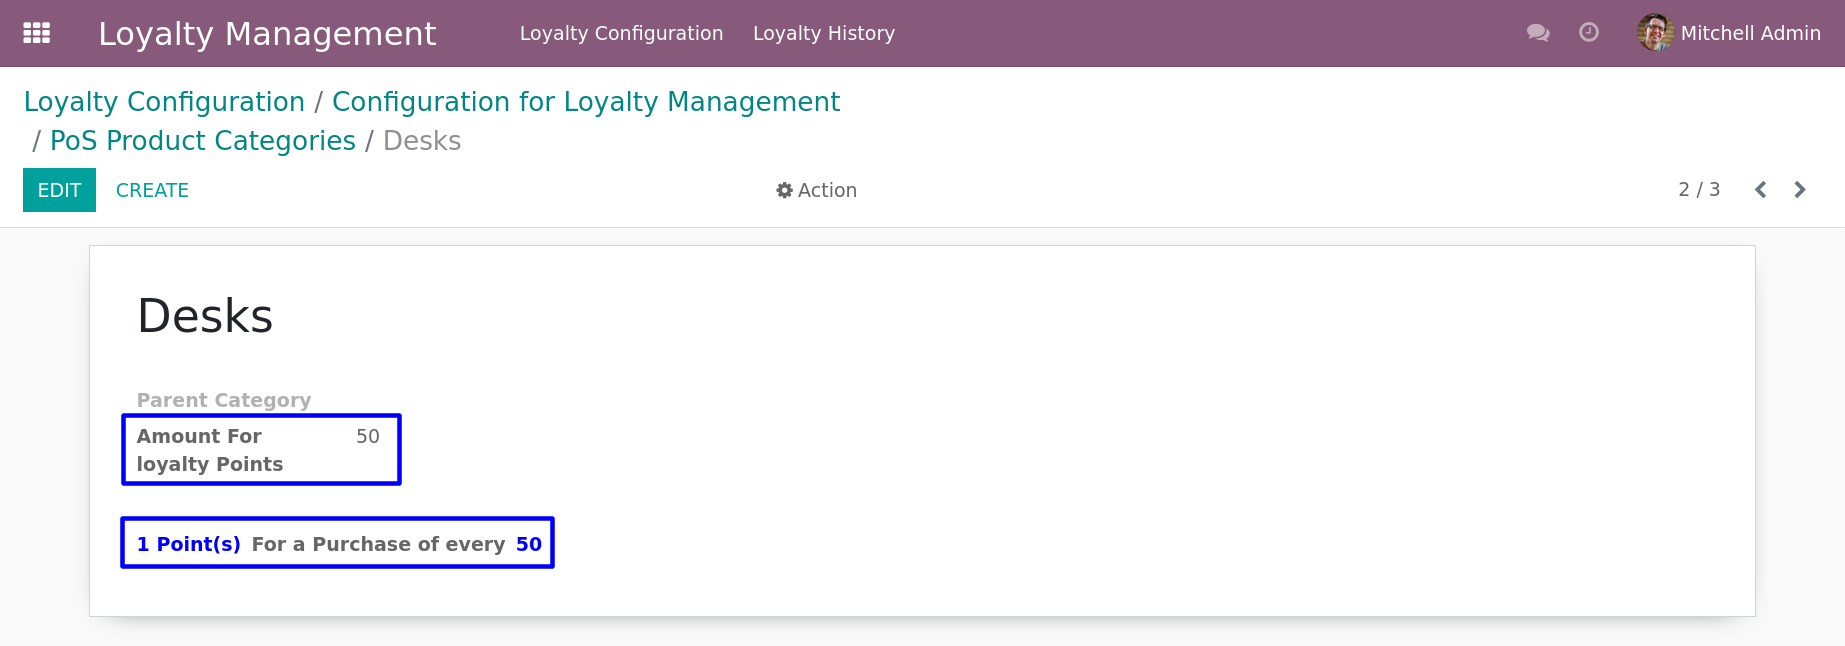 Loyalty Management Loyalty Configuration Loyalty History Mitchell Admin
Loyalty Configuration / Configuration for Loyalty Management
/ PoS Product Categories / Desks
EDIT CREATE Action 2 / 3
Desks
Parent Category
Amount For 50
loyalty Points
1 Point(s) For a Purchase of every 50